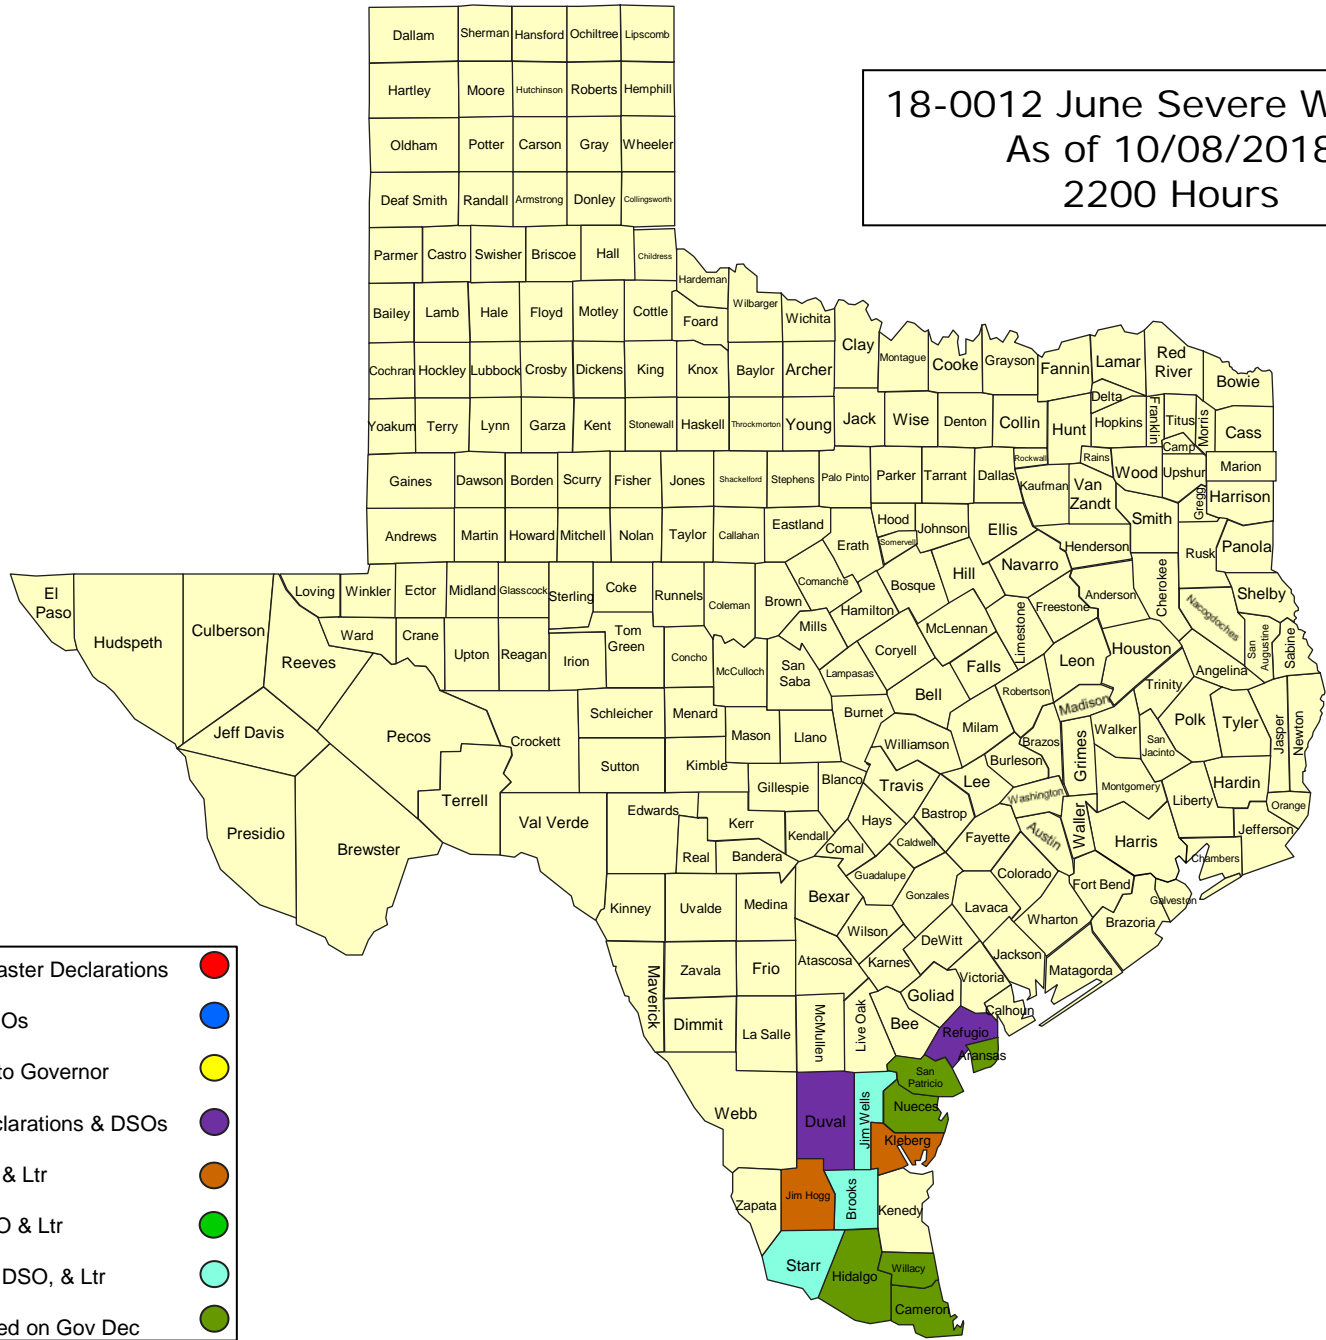 Dallam Sherman Hansford Ochiltree Lipscomb
Hartley Moore Hutchinson Roberts Hemphill
18-0012 June Severe W
As of 10/08/2018
2200 Hours
Oldham Potter Carson Gray Wheeler
Deaf Smith Randall Armstrong Donley Collingsworth
Parmer Castro Swisher Briscoe Hall Childress
Hardeman
Bailey Lamb Hale Floyd Motley Cottle Foard Wilbarger Wichita
Clay Montague Cooke Grayson Fannin Lamar Red River Bowie
Cochran Hockley Lubbock Crosby Dickens King Knox Baylor Archer
Delta
Yoakum Terry Lynn Garza Kent Stonewall Haskell Throckmorton Young Jack Wise Denton Collin Hunt Hopkins Franklin Titus Morris Cass
Camp
Rockwall Rains
Gaines Dawson Borden Scurry Fisher Jones Shackelford Stephens Palo Pinto Parker Tarrant Dallas Kaufman Van Zandt Wood Upshur Marion
Gregg Harrison
Andrews Martin Howard Mitchell Nolan Taylor Callahan Eastland Erath Hood Somervell Johnson Ellis Henderson Smith Rusk Panola
El Paso Hudspeth Culberson Loving Winkler Ector Midland Glasscock Sterling Coke Runnels Coleman Brown Comanche Hamilton Bosque Hill Navarro Freestone Anderson Cherokee Nacogdoches Shelby
Reeves Ward Crane Upton Reagan Irion Tom Green Concho McCulloch San Saba Mills Lampasas Coryell McLennan Limestone Falls Leon Houston Angelina San Augustine Sabine
Jeff Davis Pecos Crockett Schleicher Menard Mason Llano Burnet Bell Milam Robertson Madison Trinity Walker San Jacinto Polk Tyler Jasper Newton
Sutton Kimble Gillespie Blanco Williamson Travis Lee Burleson Brazos Grimes Washington Montgomery Liberty Hardin Orange
Presidio Brewster Terrell Val Verde Edwards Kerr Real Bandera Kendall Comal Hays Caldwell Bastrop Fayette Austin Waller Harris Jefferson Chambers
Kinney Uvalde Medina Bexar Guadalupe Gonzales Lavaca Colorado Fort Bend Wharton Brazoria Galveston
Maverick Zavala Frio Atascosa Wilson Karnes DeWitt Victoria Jackson Matagorda
Dimmit La Salle McMullen Live Oak Bee Goliad Calhoun
Refugio
Aransas
San Patricio
Webb Duval Jim Wells Nueces
Kleberg
Zapata Jim Hogg Brooks Kenedy
Starr Hidalgo Willacy
Cameron
aster Declarations
Os
to Governor
clarations & DSOs
& Ltr
O & Ltr
DSO, & Ltr
ed on Gov Dec